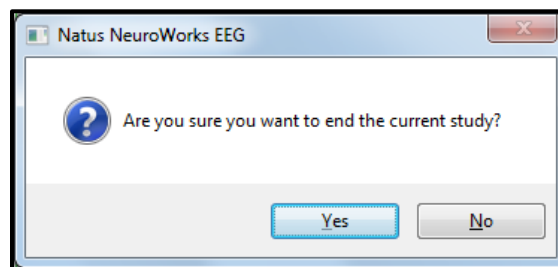 Natus NeuroWorks EEG
Are you sure you want to end the current study?
Yes
No